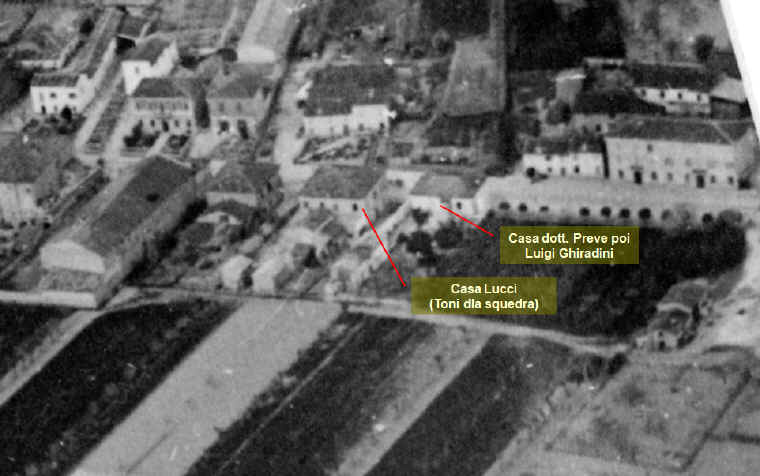 Casa dott. Preve poi
Luigi Ghiradini
Casa Lucci
(Toni dla squedra)